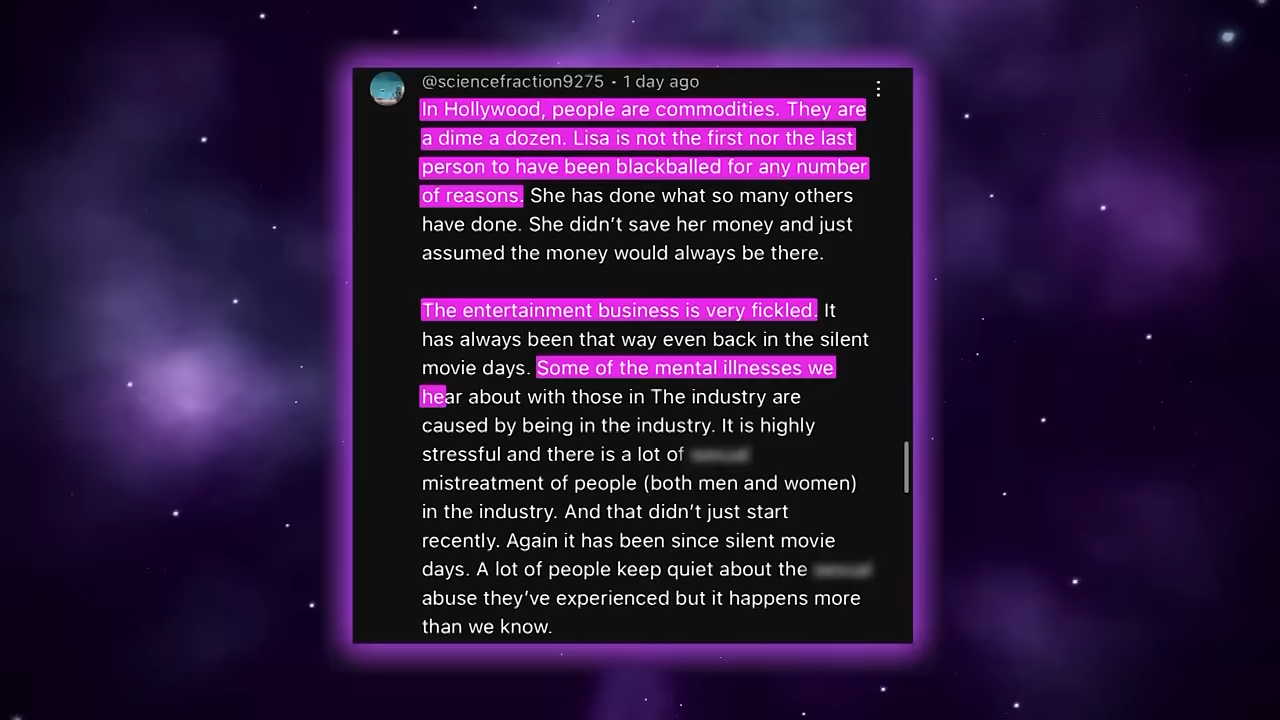 @sciencefraction9275 · 1 day ago
In Hollywood, people are commodities. They are
a dime a dozen. Lisa is not the first nor the last
person to have been blackballed for any number
of reasons. She has done what so many others
have done. She didn't save her money and just
assumed the money would always be there.
The entertainment business is very fickled. It
has always been that way even back in the silent
movie days. Some of the mental illnesses we
hear about with those in The industry are
caused by being in the industry. It is highly
stressful and there is a lot of
mistreatment of people (both men and women)
in the industry. And that didn't just start
recently. Again it has been since silent movie
days. A lot of people keep quiet about the
abuse they've experienced but it happens more
than we know.